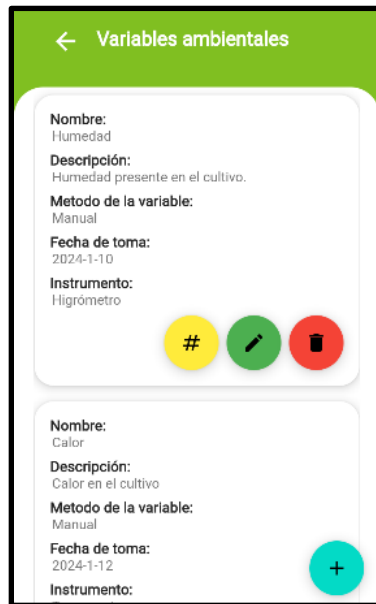 Variables ambientales
Nombre:
Humedad
Descripción:
Humedad presente en el cultivo.
Metodo de la variable:
Manual
Fecha de toma:
2024-1-10
Instrumento:
Higrómetro
#
Nombre:
Calor
Descripción:
Calor en el cultivo
Metodo de la variable:
Manual
Fecha de toma:
2024-1-12
+
Instrumento: